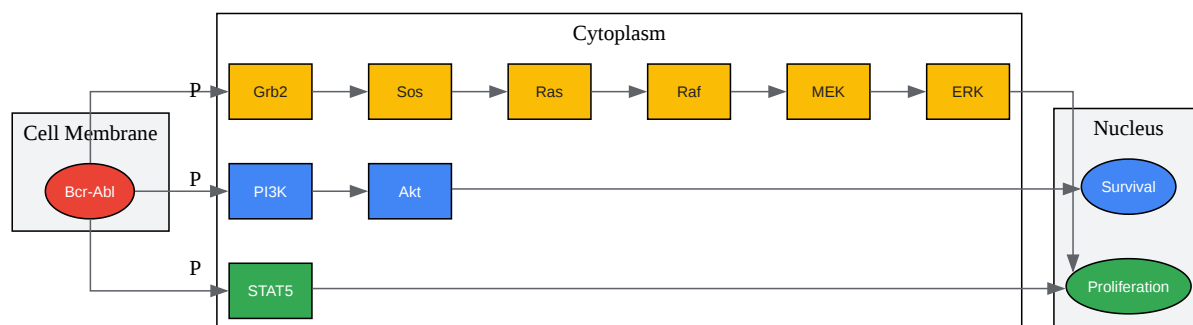 Cytoplasm
P
Grb2
Sos
Ras
Raf
MEK
ERK
Cell Membrane
Nucleus
Bcr-Abl
P
PI3K
Akt
Survival
P
STAT5
Proliferation